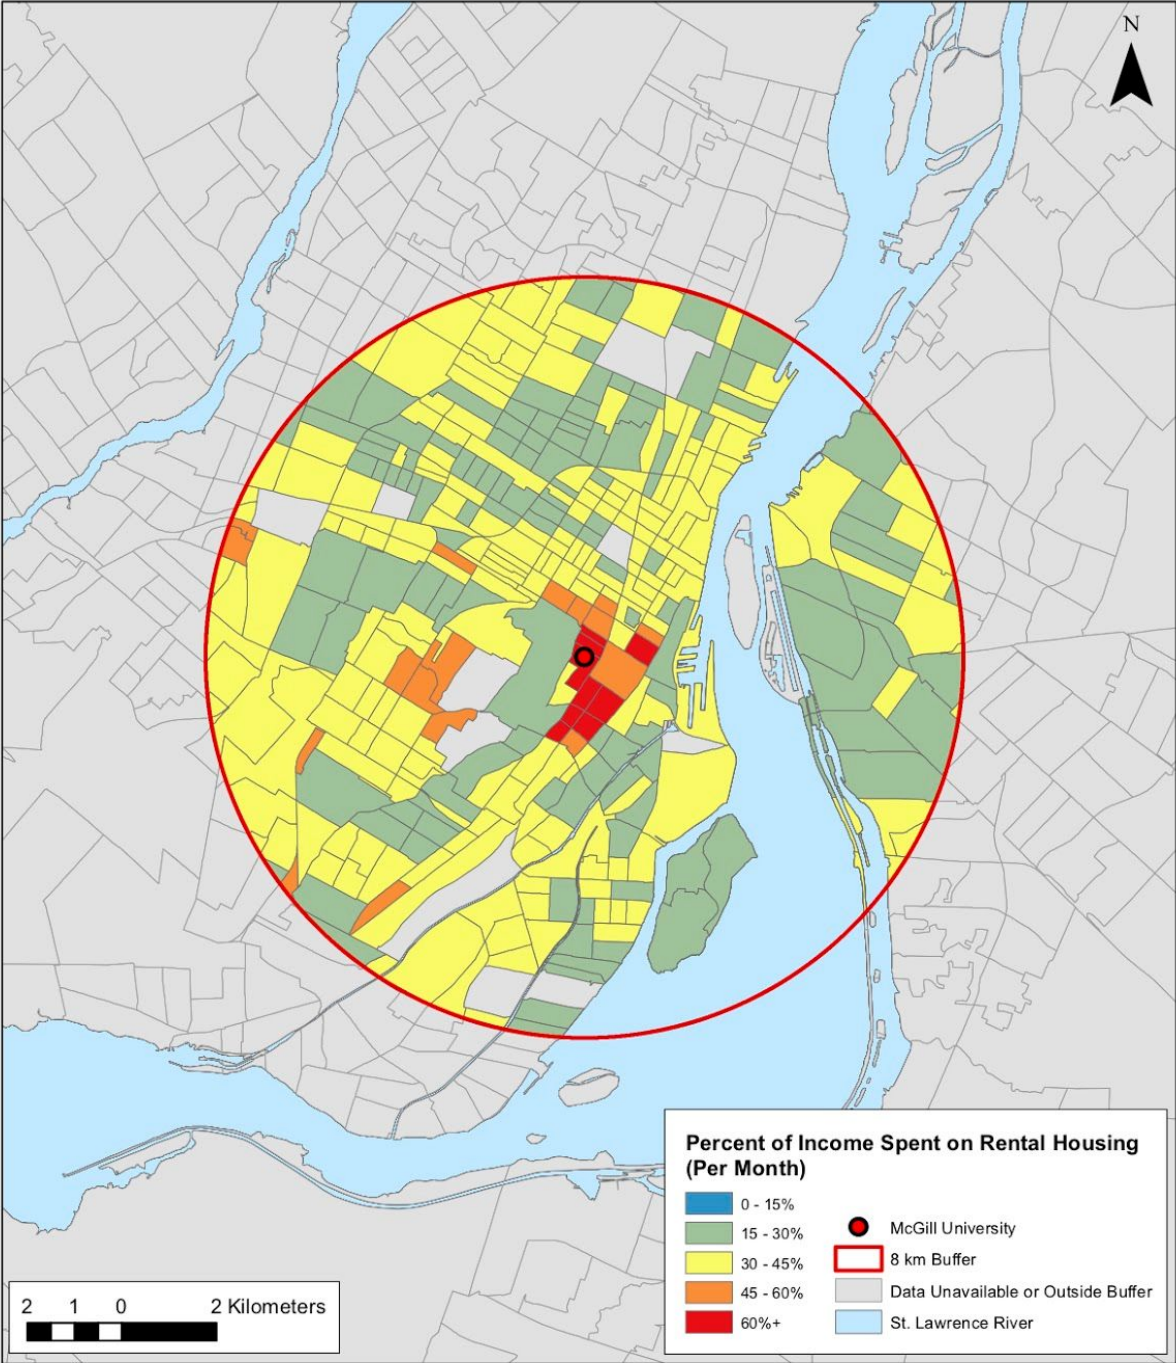 N
Percent of Income Spent on Rental Housing
(Per Month)
0 - 15%
15 - 30%
30 - 45%
45 - 60%
60%+
McGill University
8 km Buffer
Data Unavailable or Outside Buffer
St. Lawrence River
2 1 0 2 Kilometers